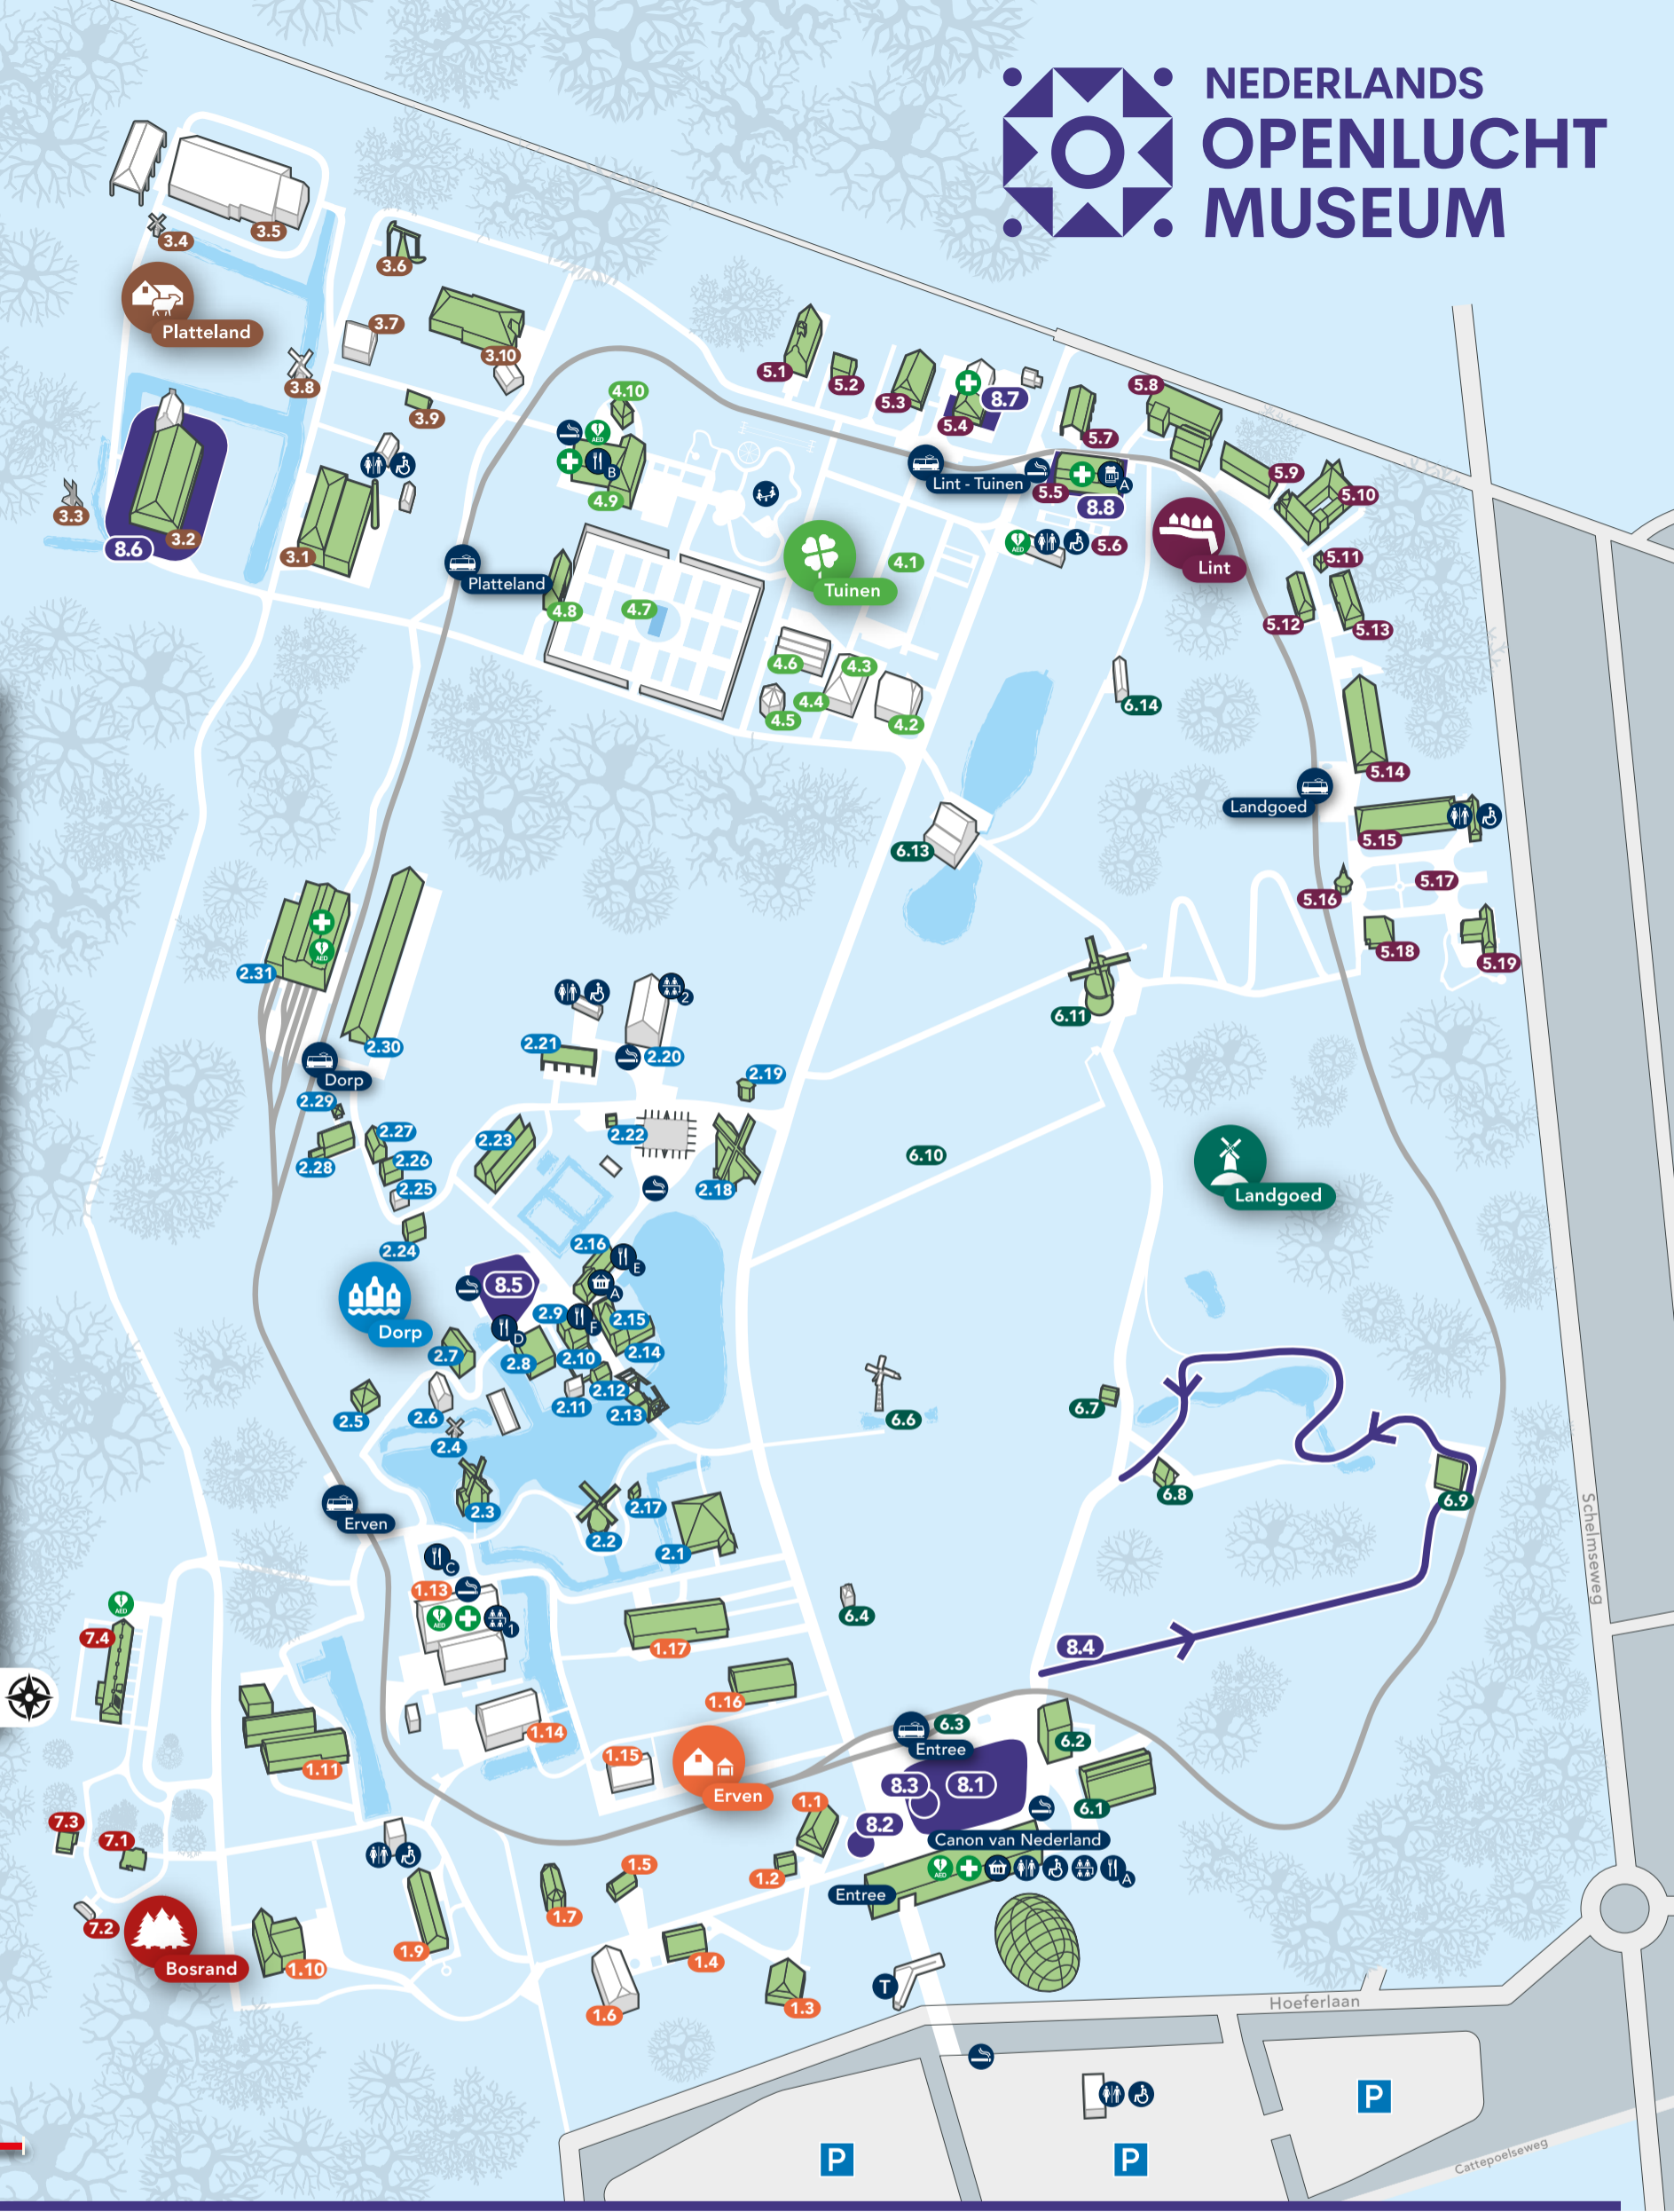 NEDERLANDS
OPENLUCHT
MUSEUM
3.4
3.5
3.6
Platteland
3.7
3.10
3.8
3.9
3.3
3.2
8.6
3.1
Platteland
5.1
5.2
5.3
8.7
5.4
5.7
5.8
5.9
5.10
4.10
AED
B
4.9
Lint - Tuinen
A
5.5
8.8
AED
5.6
Lint
5.11
5.12
5.13
4.1
Tuinen
4.8
4.7
4.6
4.3
4.4
4.5
4.2
6.14
5.14
Landgoed
5.15
5.16
5.17
5.18
5.19
6.13
6.11
AED
2.31
2.30
Dorp
2.29
2.28
2.27
2.26
2.25
2.24
2
2.21
2.20
2.19
2.22
2.23
2.18
6.10
Landgoed
2.16
E
A
8.5
D
Dorp
2.9
F
2.15
2.14
2.7
2.8
2.10
2.12
2.11
2.13
2.5
2.6
2.4
6.6
6.7
6.8
6.9
2.3
2.17
2.2
2.1
Erven
C
1.13
AED
1
6.4
8.4
AED
7.4
1.17
1.16
1.14
1.15
Erven
1.11
6.3
Entree
6.2
8.3
8.1
6.1
8.2
1.1
1.2
Canon van Nederland
AED
A
Entree
7.3
7.1
7.2
Bosrand
1.10
1.9
1.7
1.5
1.4
1.6
1.3
T
Schelmseweg
Hoeferlaan
Cattepoelseweg
P
P
P